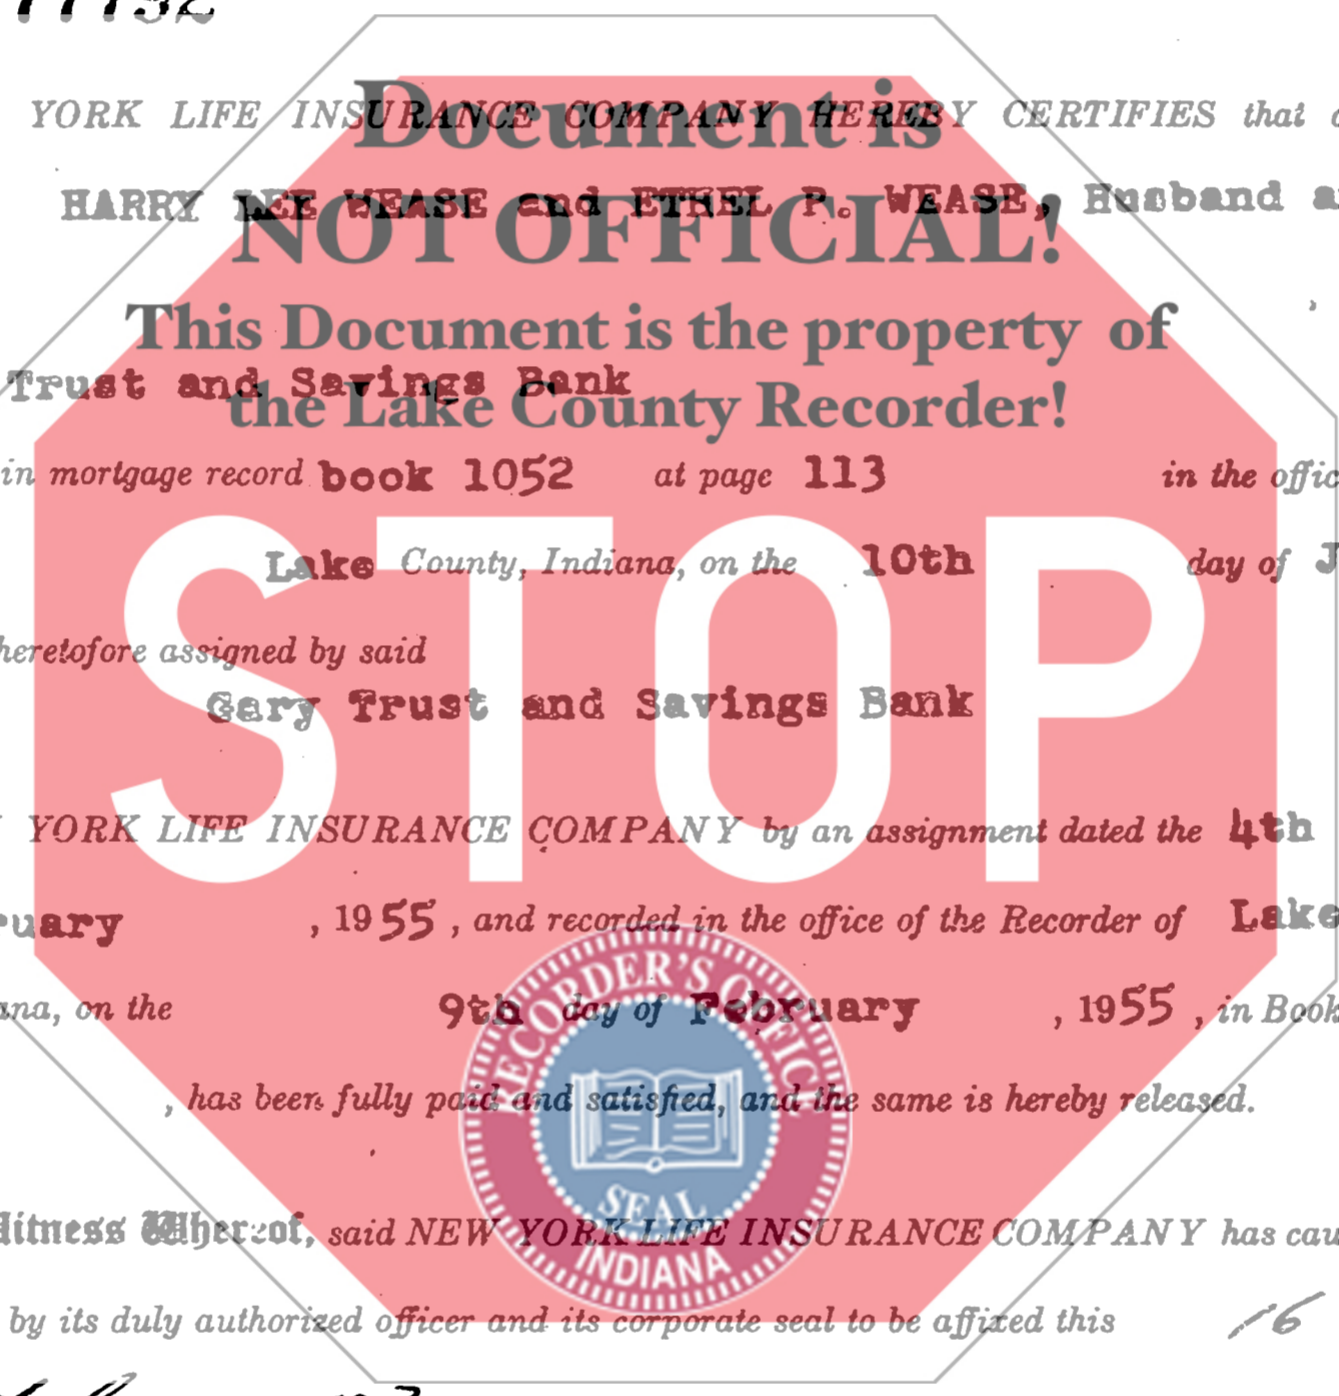 YORK LIFE INSURANCE COMPANY HEREBY CERTIFIES that
Document is
HARRY LEE WEASE and ETHEL P. WEASE, Husband
NOT OFFICIAL!
This Document is the property of
Trust and Savings Bank
the Lake County Recorder!
in mortgage record book 1052 at page 113 in the offic
Lake County, Indiana, on the 10th day of J
heretofore assigned by said
Gary Trust and Savings Bank
STOP
YORK LIFE INSURANCE COMPANY by an assignment dated the 4th
ruary , 1955 , and recorded in the office of the Recorder of Lake
ana, on the 9th day of February , 1955 , in Book
RECORDER'S OFFICE
, has been fully paid and satisfied, and the same is hereby released.
SEAL
INDIANA
Witness Whereof, said NEW YORK LIFE INSURANCE COMPANY has cau
by its duly authorized officer and its corporate seal to be affixed this 16